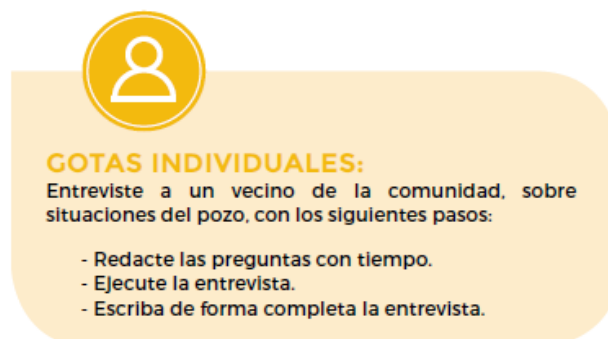 GOTAS INDIVIDUALES:
Entreviste a un vecino de la comunidad, sobre
situaciones del pozo, con los siguientes pasos:
- Redacte las preguntas con tiempo.
- Ejecute la entrevista.
- Escriba de forma completa la entrevista.